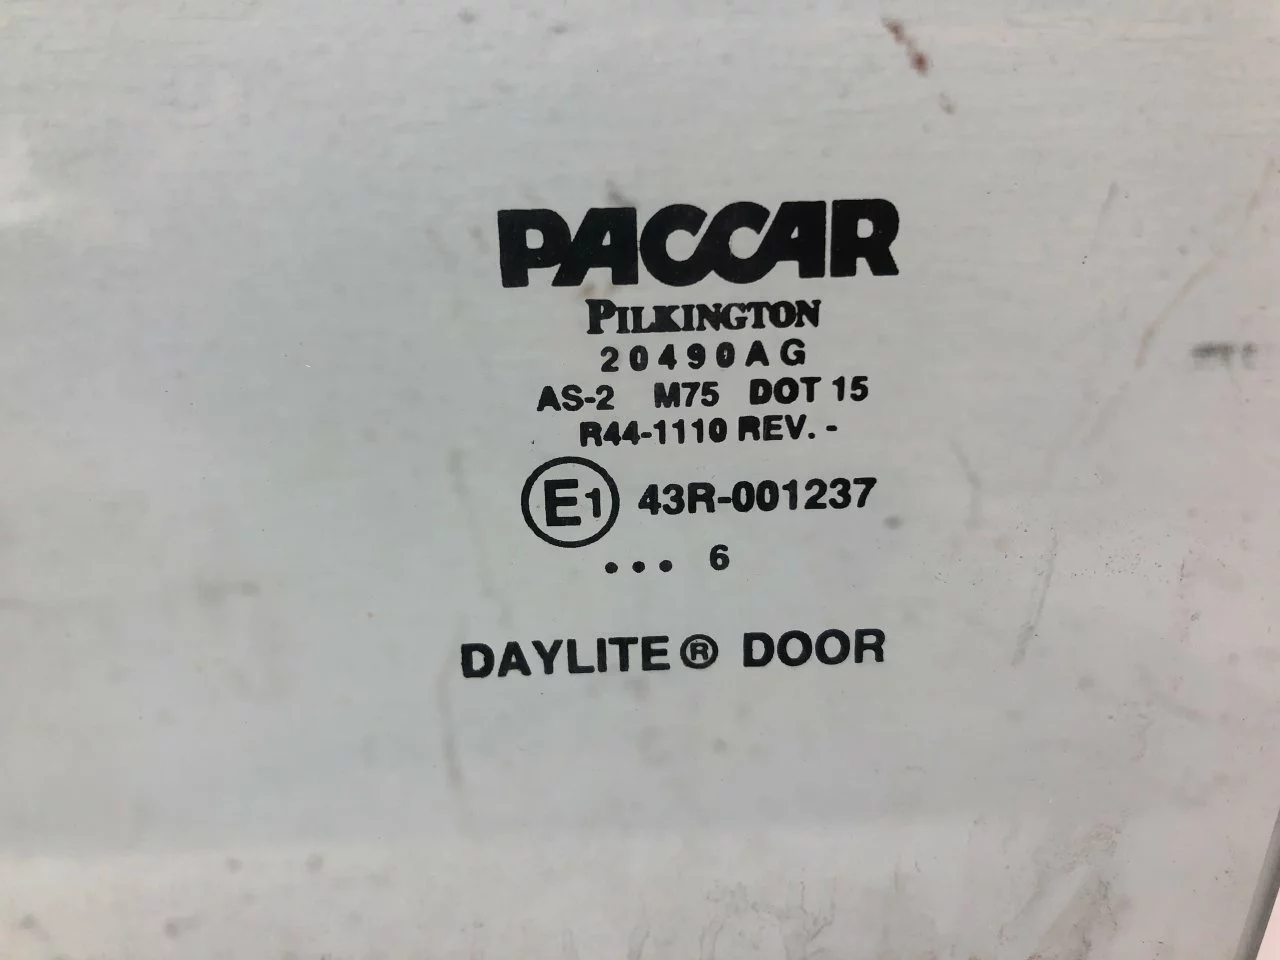 PACCAR
PILKINGTON
20490AG
AS-2 M75 DOT 15
R44-1110 REV. -
E1 43R-001237
... 6
DAYLITE® DOOR